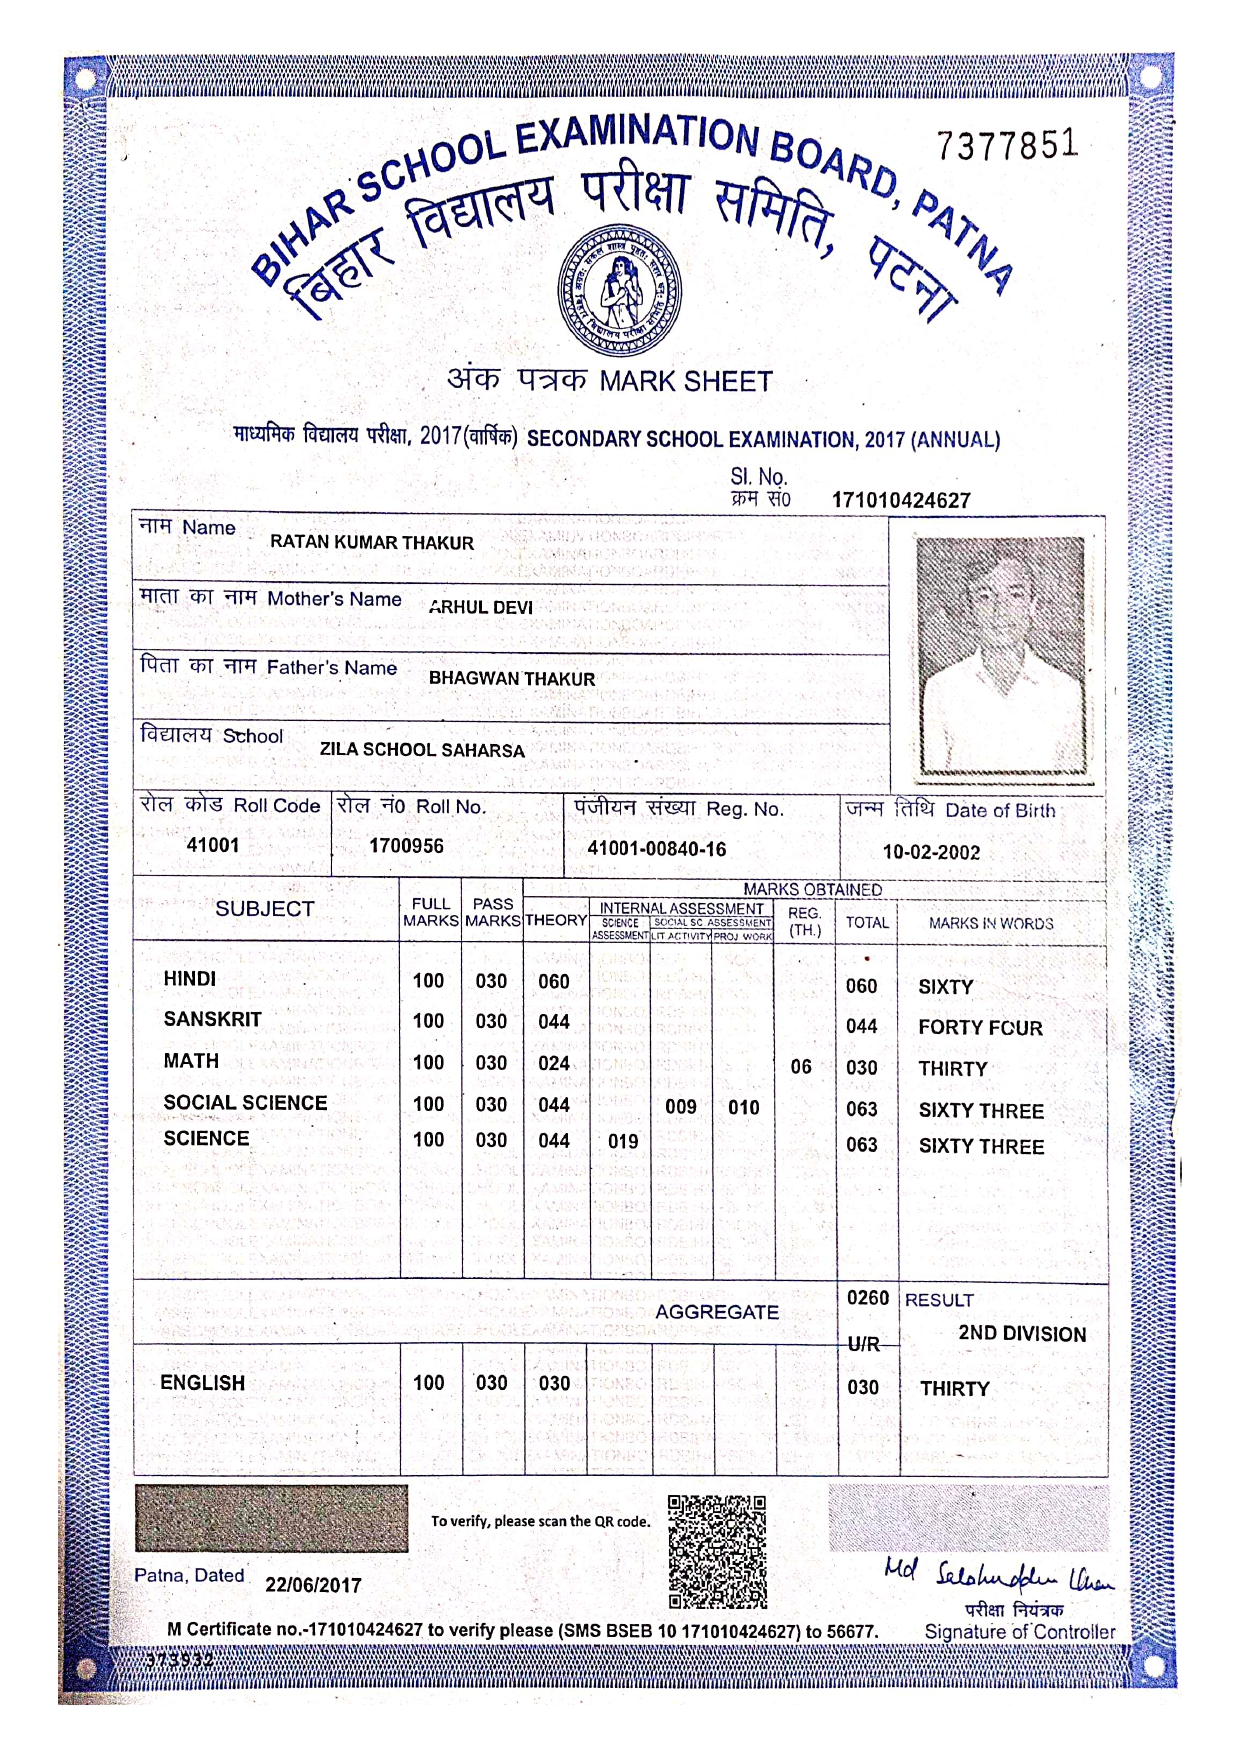 7377851
BIHAR SCHOOL EXAMINATION BOARD, PATNA
बिहार विद्यालय परीक्षा समिति, पटना
अंक पत्रक MARK SHEET
माध्यमिक विद्यालय परीक्षा, 2017(वार्षिक) SECONDARY SCHOOL EXAMINATION, 2017 (ANNUAL)
Sl. No.
क्रम सं0 171010424627
नाम Name RATAN KUMAR THAKUR
माता का नाम Mother's Name ARHUL DEVI
पिता का नाम Father's Name BHAGWAN THAKUR
विद्यालय School ZILA SCHOOL SAHARSA
रोल कोड Roll Code रोल नं0 Roll No. पंजीयन संख्या Reg. No. जन्म तिथि Date of Birth
41001 1700956 41001-00840-16 10-02-2002
MARKS OBTAINED
SUBJECT FULL MARKS PASS MARKS THEORY INTERNAL ASSESSMENT REG. (TH.) TOTAL MARKS IN WORDS
SCIENCE ASSESSMENT SOCIAL SC ASSESSMENT
LIT ACTIVITY PROJ WORK
HINDI 100 030 060 060 SIXTY
SANSKRIT 100 030 044 044 FORTY FOUR
MATH 100 030 024 06 030 THIRTY
SOCIAL SCIENCE 100 030 044 009 010 063 SIXTY THREE
SCIENCE 100 030 044 019 063 SIXTY THREE
AGGREGATE 0260 RESULT
U/R 2ND DIVISION
ENGLISH 100 030 030 030 THIRTY
To verify, please scan the QR code.
Patna, Dated 22/06/2017
Md
परीक्षा नियंत्रक
M Certificate no.-171010424627 to verify please (SMS BSEB 10 171010424627) to 56677. Signature of Controller
373932